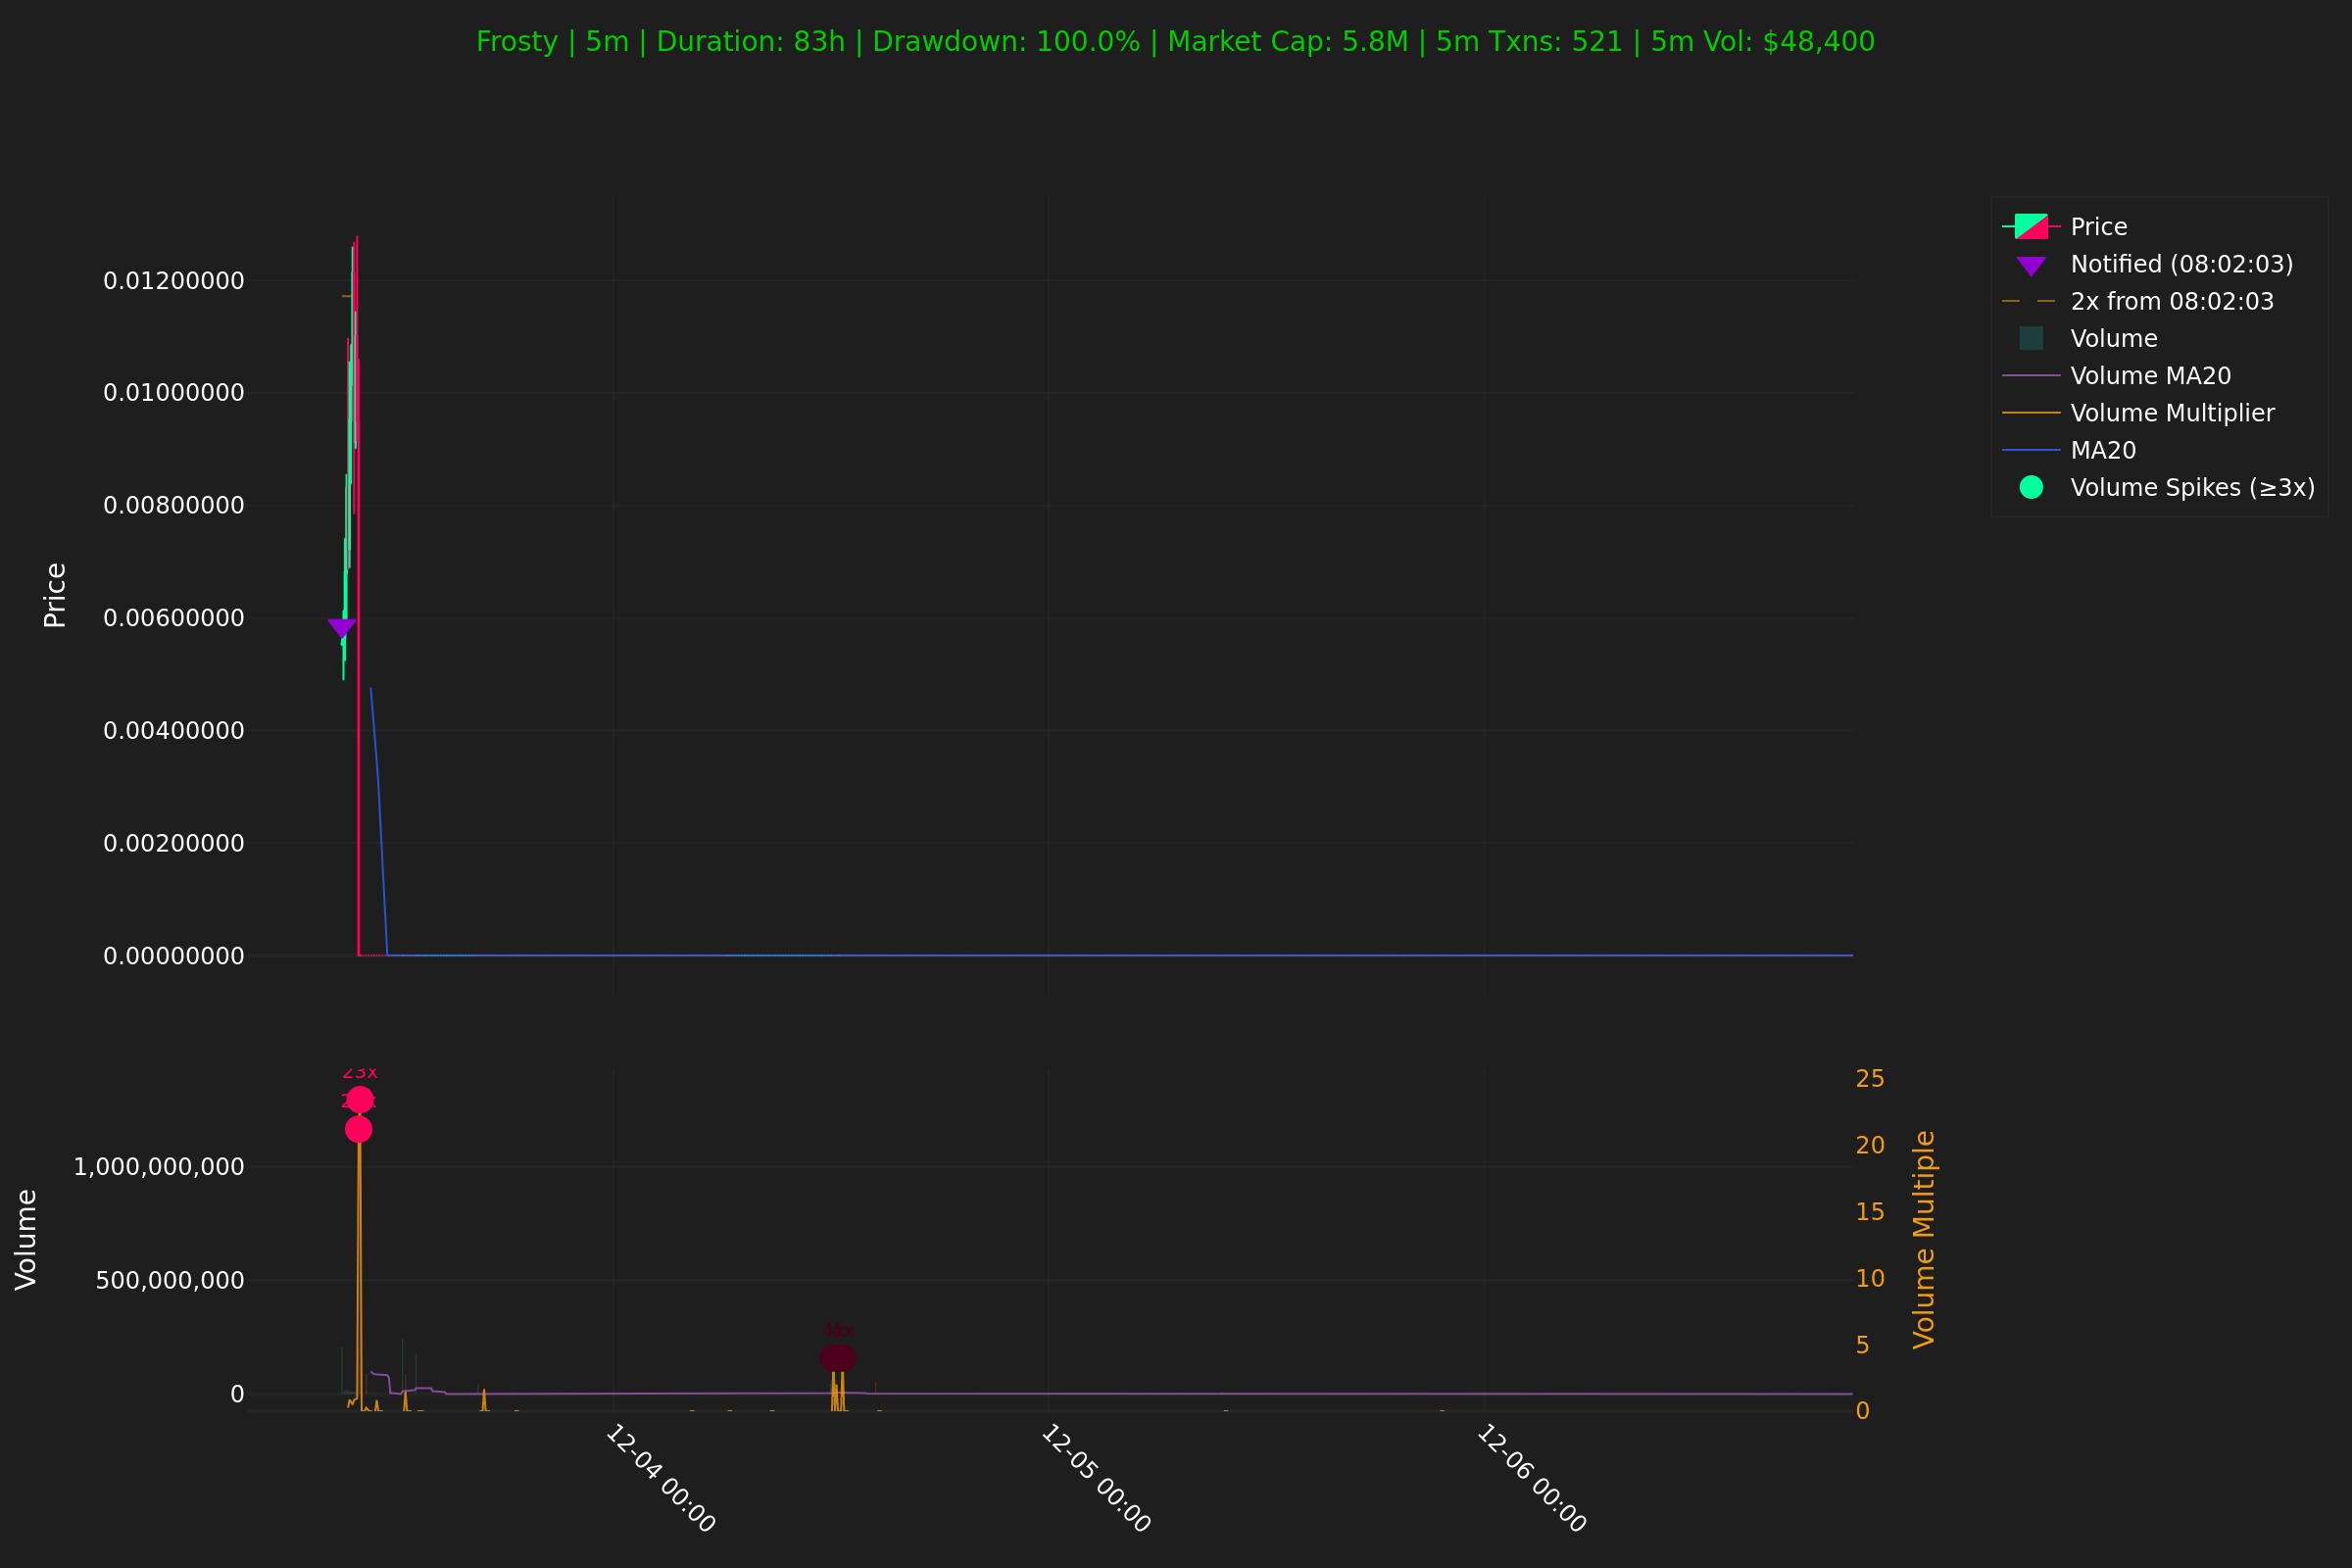 Frosty | 5m | Duration: 83h | Drawdown: 100.0% | Market Cap: 5.8M | 5m Txns: 521 | 5m Vol: $48,400
Price
0.01200000
0.01000000
0.00800000
0.00600000
0.00400000
0.00200000
0.00000000
Price
Notified (08:02:03)
2x from 08:02:03
Volume
Volume MA20
Volume Multiplier
MA20
Volume Spikes (≥3x)
Volume
1,000,000,000
500,000,000
0
23x
25
20
15
10
5
0
Volume Multiple
12-04 00:00
12-05 00:00
12-06 00:00